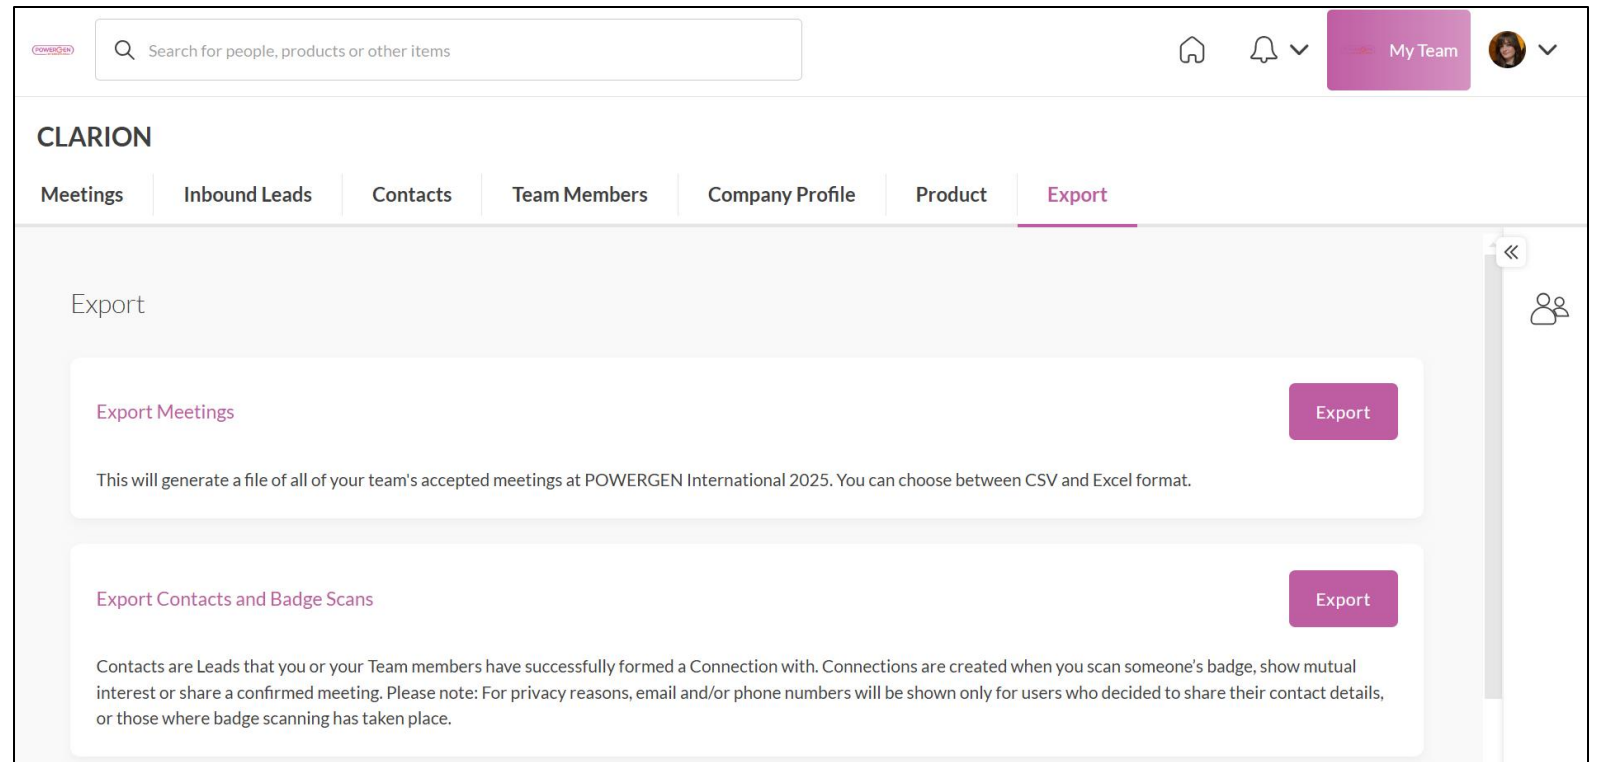 POWERGEN
Search for people, products or other items
My Team
CLARION
Meetings
Inbound Leads
Contacts
Team Members
Company Profile
Product
Export
Export
Export Meetings
Export
This will generate a file of all of your team's accepted meetings at POWERGEN International 2025. You can choose between CSV and Excel format.
Export Contacts and Badge Scans
Export
Contacts are Leads that you or your Team members have successfully formed a Connection with. Connections are created when you scan someone’s badge, show mutual
interest or share a confirmed meeting. Please note: For privacy reasons, email and/or phone numbers will be shown only for users who decided to share their contact details,
or those where badge scanning has taken place.